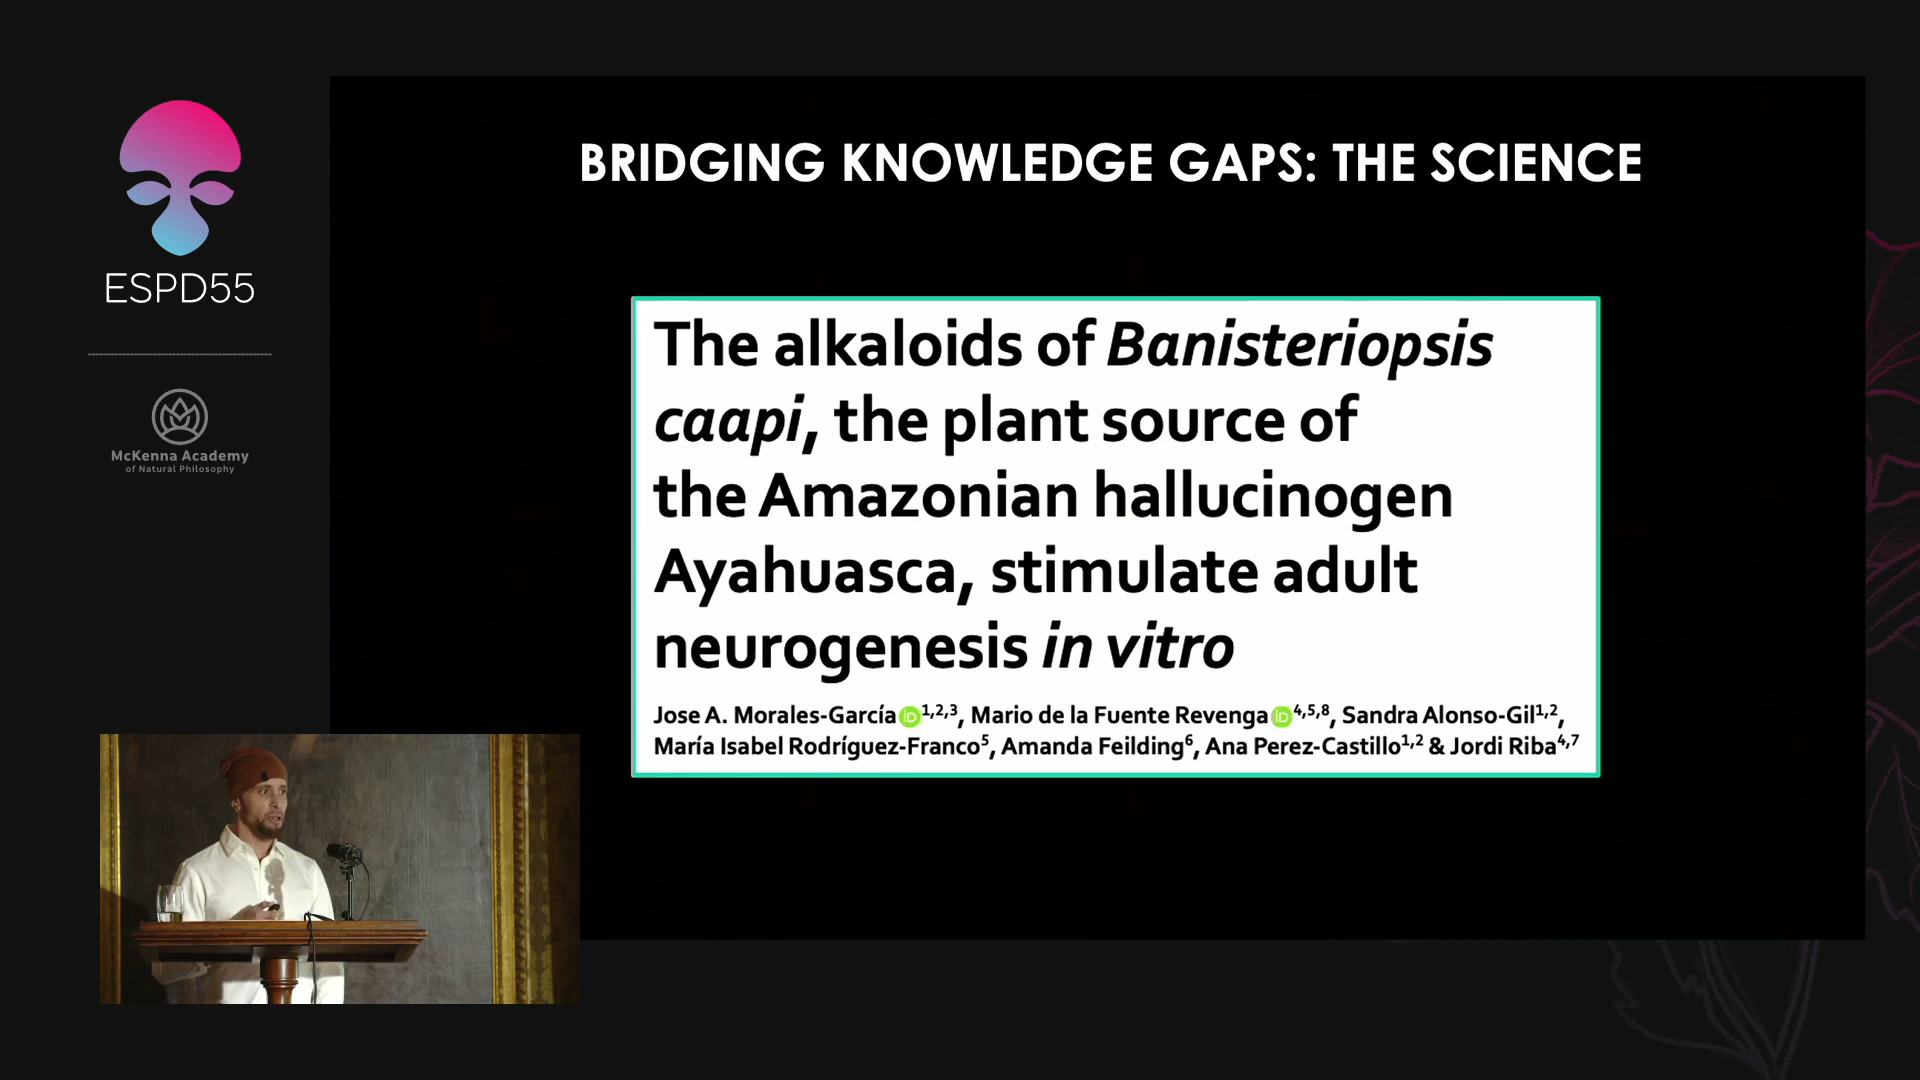 ESPD55
McKenna Academy
of Natural Philosophy
BRIDGING KNOWLEDGE GAPS: THE SCIENCE
The alkaloids of Banisteriopsis
caapi, the plant source of
the Amazonian hallucinogen
Ayahuasca, stimulate adult
neurogenesis in vitro
Jose A. Morales-García iD 1,2,3, Mario de la Fuente Revenga iD 4,5,8, Sandra Alonso-Gil1,2,
María Isabel Rodríguez-Franco5, Amanda Feilding6, Ana Perez-Castillo1,2 & Jordi Riba4,7